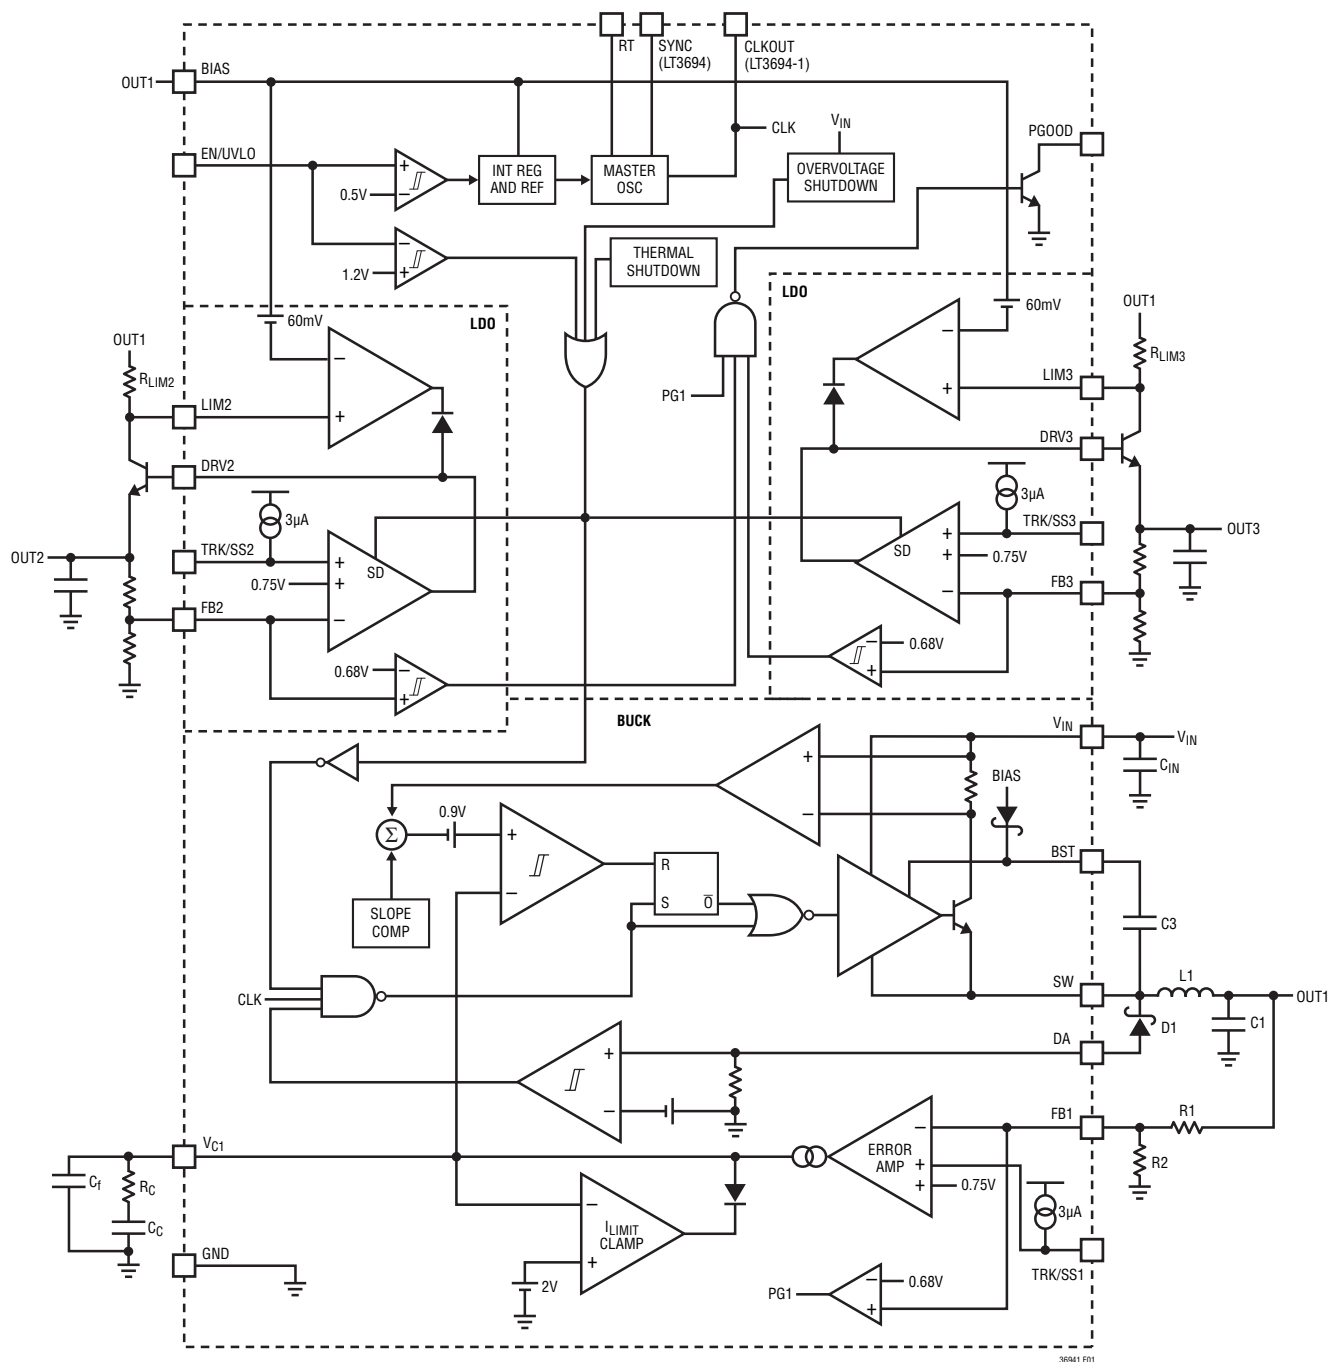 RT
SYNC
(LT3694)
CLKOUT
(LT3694-1)
OUT1
BIAS
CLK
VIN
PGOOD
EN/UVLO
+
–
0.5V
INT REG
AND REF
MASTER
OSC
OVERVOLTAGE
SHUTDOWN
–
+
1.2V
THERMAL
SHUTDOWN
60mV
LDO
LDO
60mV
OUT1
OUT1
RLIM2
–
+
LIM2
PG1
–
+
LIM3
RLIM3
DRV2
DRV3
3µA
3µA
TRK/SS2
TRK/SS3
OUT2
OUT3
+
+
–
SD
0.75V
SD
+
+
–
0.75V
FB2
FB3
0.68V
–
+
–
+
0.68V
BUCK
VIN
VIN
CIN
+
–
BIAS
0.9V
Σ
+
–
BST
R
S
O
SLOPE
COMP
C3
CLK
SW
L1
OUT1
D1
C1
DA
+
–
FB1
R1
R2
VC1
ERROR
AMP
–
+
+
0.75V
Cf
RC
CC
3µA
–
+
ILIMIT
CLAMP
GND
2V
TRK/SS1
PG1
–
+
0.68V
36941 F01